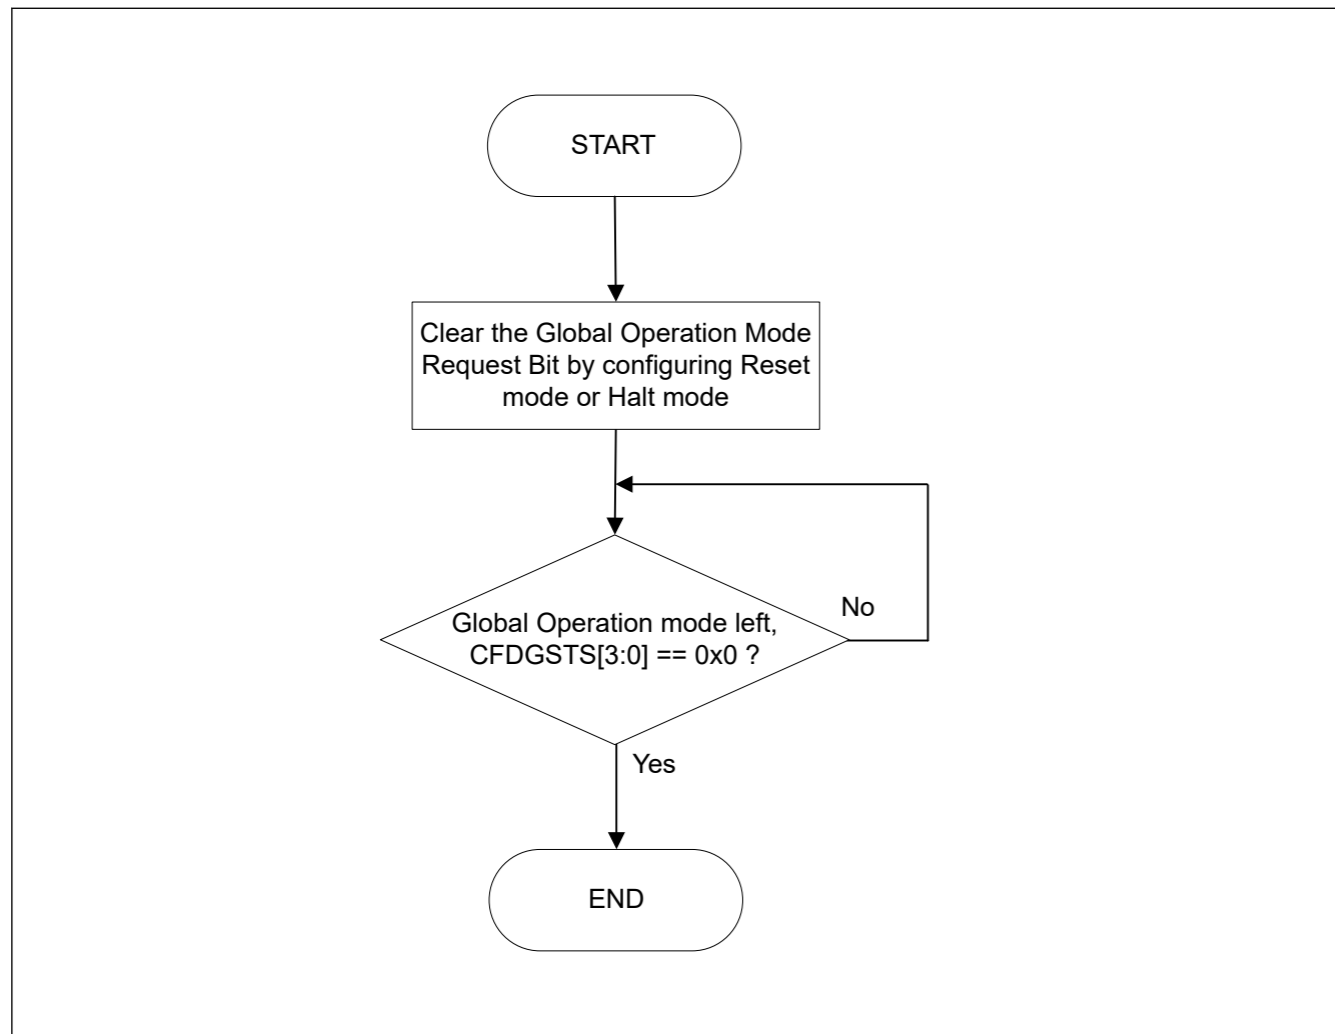 START
Clear the Global Operation Mode
Request Bit by configuring Reset
mode or Halt mode
Global Operation mode left,
CFDGSTS[3:0] == 0x0 ?
No
Yes
END